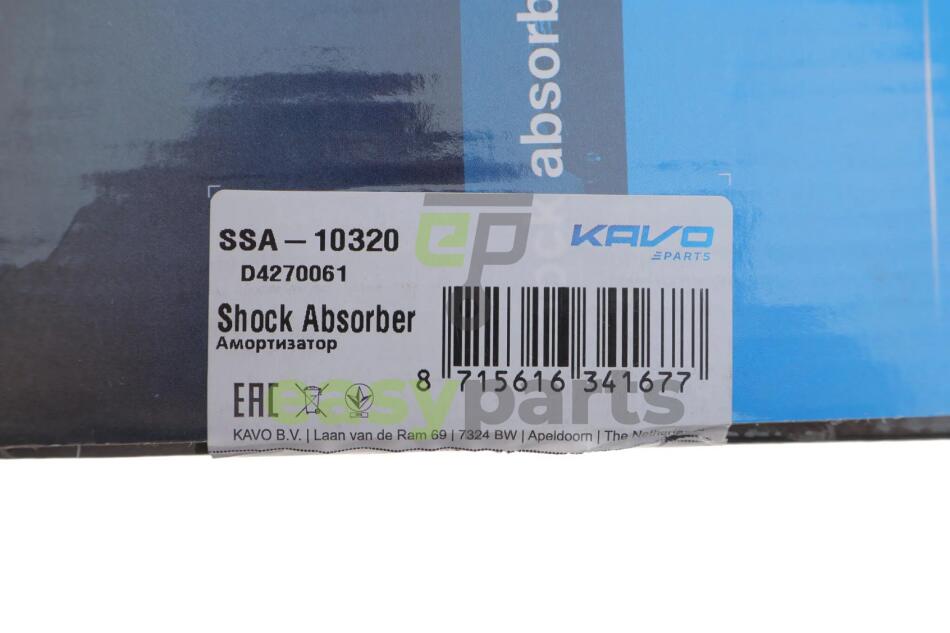 absorb
SSA-10320
D4270061
KAVO
PARTS
Shock Absorber
Амортизатор
8 715616 341677
EAC
easyparts
KAVO B.V. | Laan van de Ram 69 | 7324 BW | Apeldoorn | The